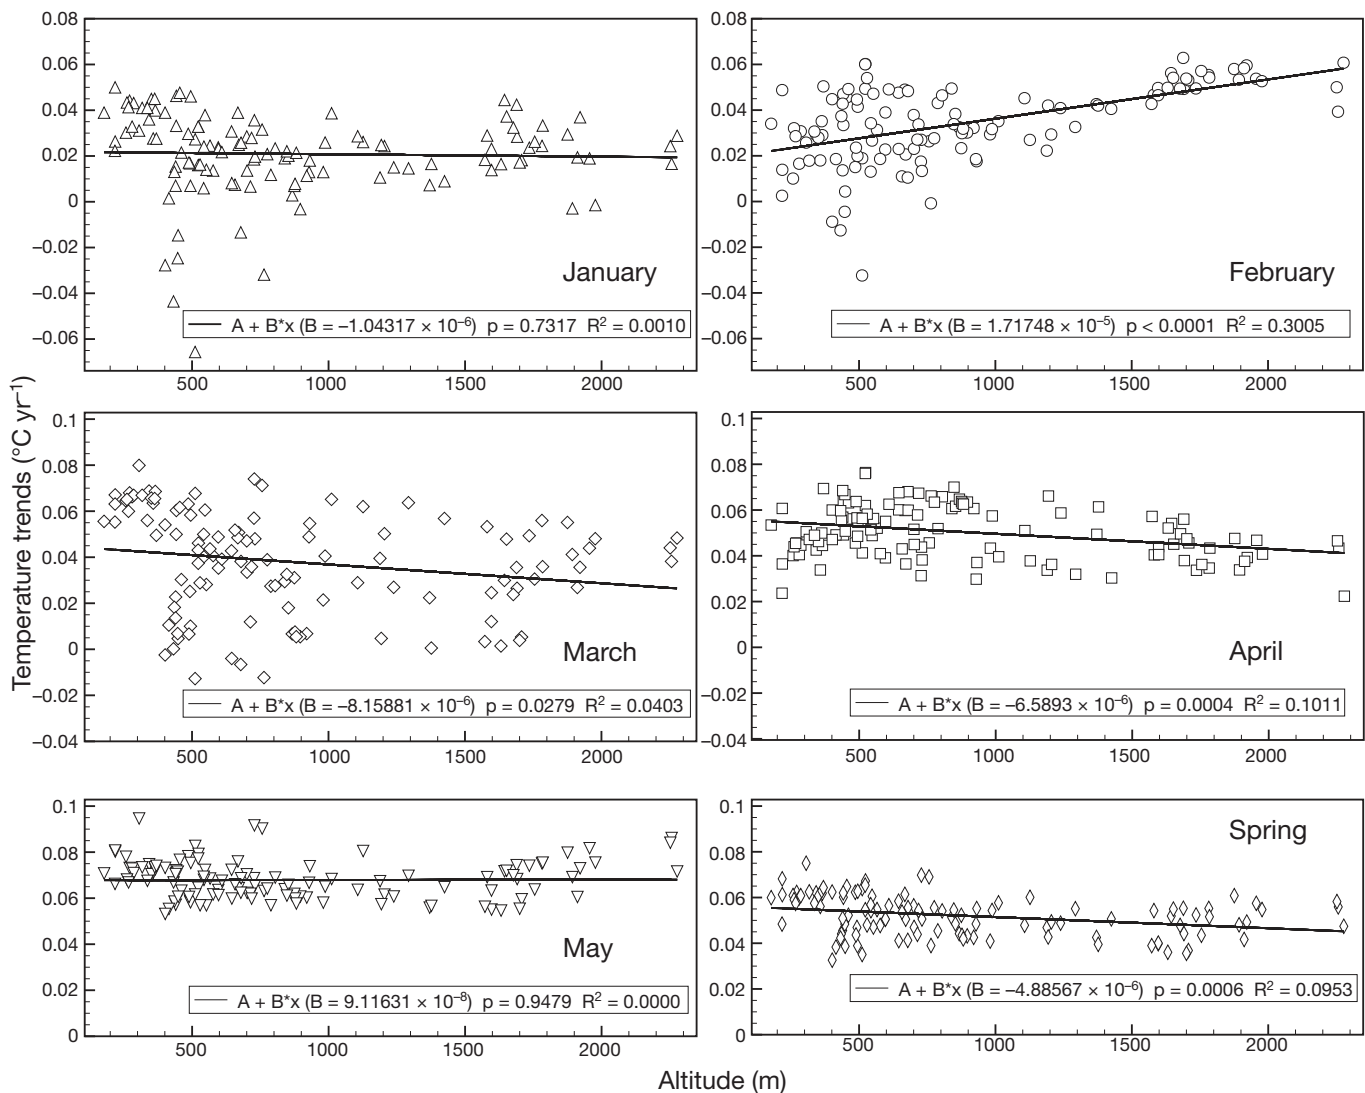 Temperature trends (°C yr⁻¹)
0.08
0.06
0.04
0.02
0
–0.02
–0.04
–0.06
January
A + B*x (B = –1.04317 × 10⁻⁶) p = 0.7317 R² = 0.0010
500 1000 1500 2000
0.08
0.06
0.04
0.02
0
–0.02
–0.04
–0.06
February
A + B*x (B = 1.71748 × 10⁻⁵) p < 0.0001 R² = 0.3005
500 1000 1500 2000
0.1
0.08
0.06
0.04
0.02
0
–0.02
–0.04
March
A + B*x (B = –8.15881 × 10⁻⁶) p = 0.0279 R² = 0.0403
500 1000 1500 2000
0.1
0.08
0.06
0.04
0.02
0
–0.02
–0.04
April
A + B*x (B = –6.5893 × 10⁻⁶) p = 0.0004 R² = 0.1011
500 1000 1500 2000
0.1
0.08
0.06
0.04
0.02
0
May
A + B*x (B = 9.11631 × 10⁻⁸) p = 0.9479 R² = 0.0000
500 1000 1500 2000
0.1
0.08
0.06
0.04
0.02
0
Spring
A + B*x (B = –4.88567 × 10⁻⁶) p = 0.0006 R² = 0.0953
500 1000 1500 2000
Altitude (m)